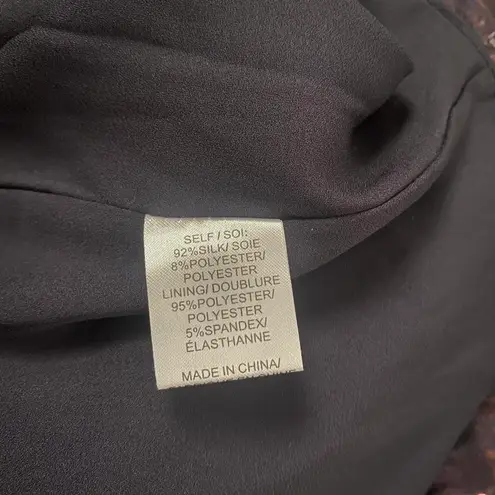 SELF / SOI:
92%SILK/ SOIE
8%POLYESTER/
POLYESTER
LINING/ DOUBLURE
95%POLYESTER/
POLYESTER
5%SPANDEX/
ÉLASTHANNE
MADE IN CHINA/